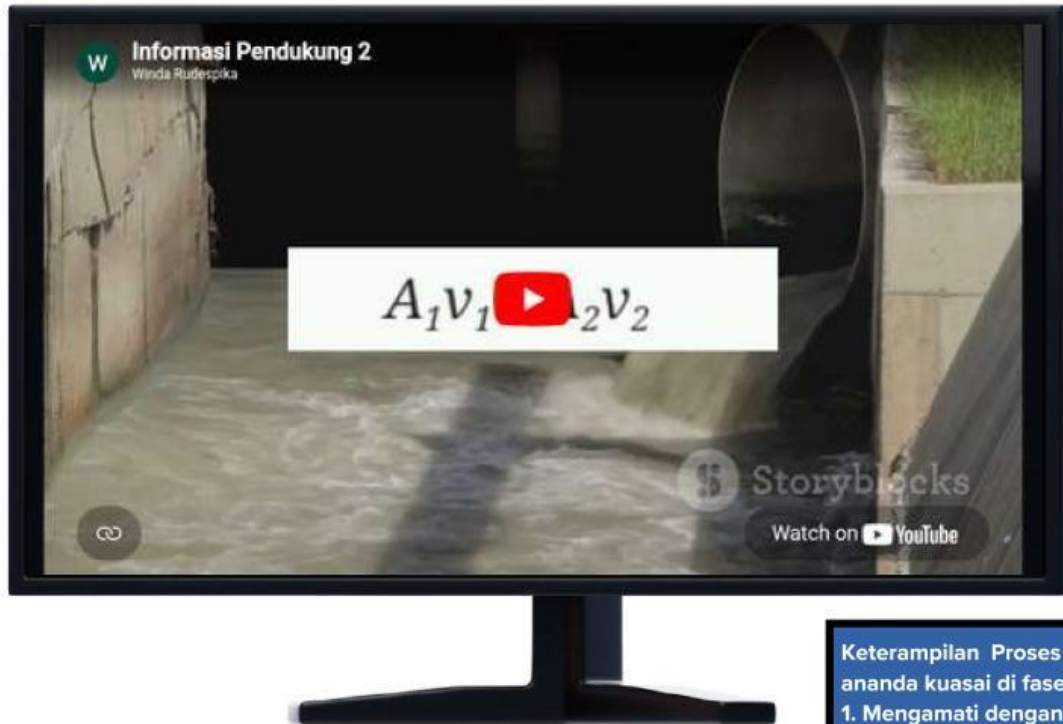 W
Informasi Pendukung 2
Winda Rudespika
A₁v₁ ₂v₂
Storyblocks
Watch on YouTube
Keterampilan Proses
ananda kuasai di fase
1. Mengamati dengan